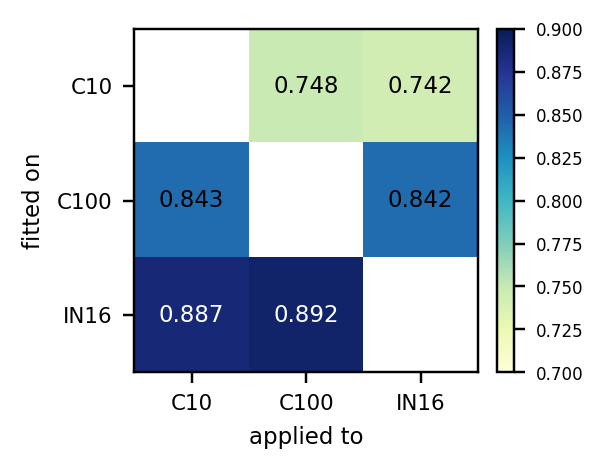 fitted on
C10
C100
IN16
0.748 0.742
0.843 0.842
0.887 0.892
C10 C100 IN16
applied to
0.900
0.875
0.850
0.825
0.800
0.775
0.750
0.725
0.700